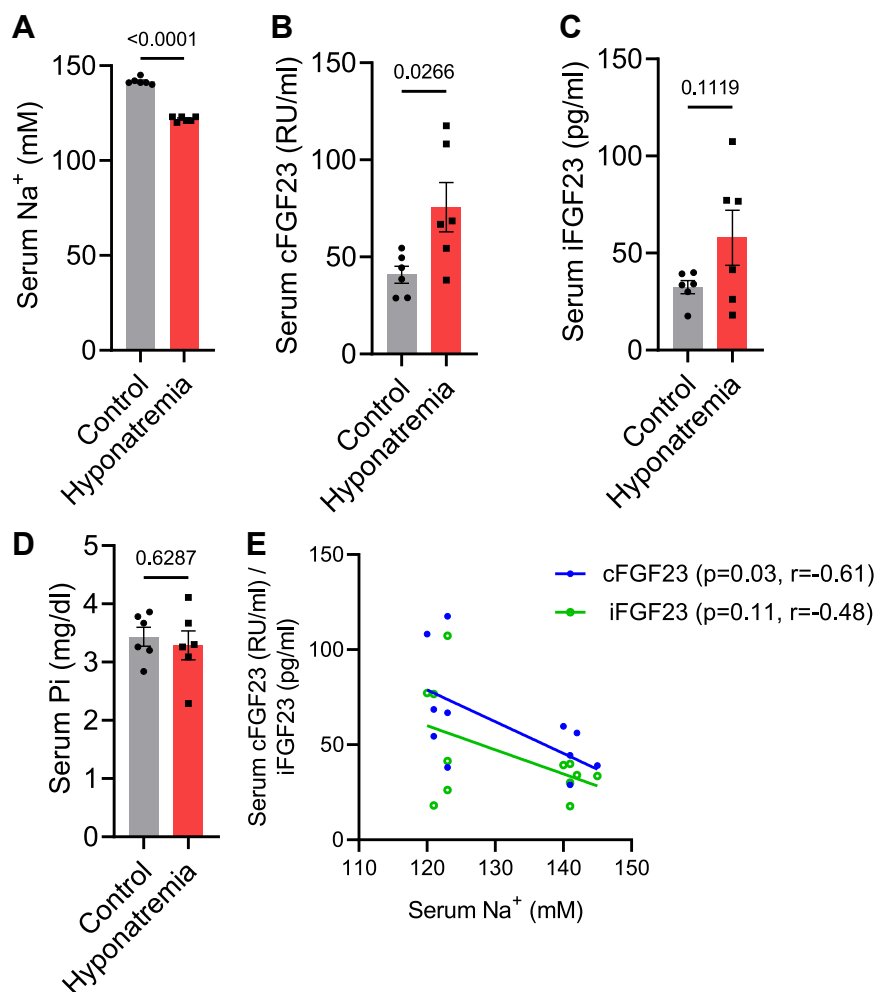 A
<0.0001
Serum Na⁺ (mM)
150
100
50
0
Control
Hyponatremia
B
0.0266
Serum cFGF23 (RU/ml)
150
100
50
0
Control
Hyponatremia
C
0.1119
Serum iFGF23 (pg/ml)
150
100
50
0
Control
Hyponatremia
D
0.6287
Serum Pi (mg/dl)
5
4
3
2
1
0
Control
Hyponatremia
E
Serum cFGF23 (RU/ml) /
iFGF23 (pg/ml)
150
100
50
0
110
120
130
140
150
Serum Na⁺ (mM)
cFGF23 (p=0.03, r=-0.61)
iFGF23 (p=0.11, r=-0.48)